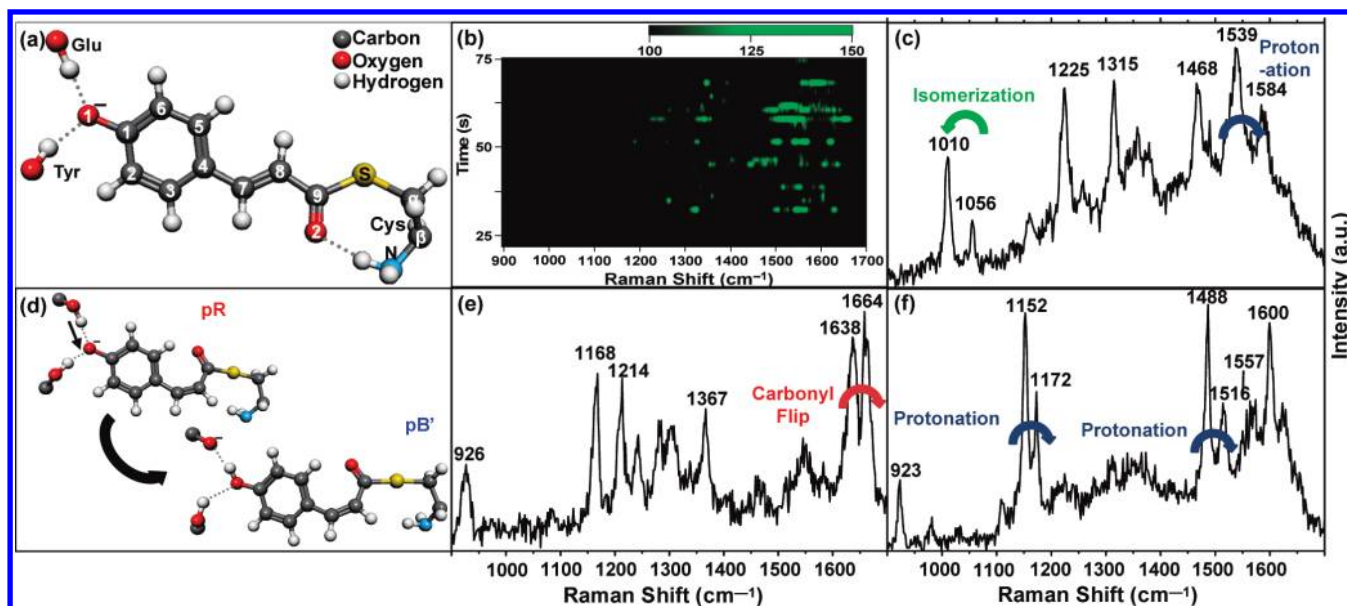 (a)
Glu
Carbon
Oxygen
Hydrogen
1 –
6
1
5
2
4
3
7
8
9
S
2
Tyr
Cys
β
N
(b)
100 125 150
75
50
25
Time (s)
900 1000 1100 1200 1300 1400 1500 1600 1700
Raman Shift (cm⁻¹)
(c)
Isomerization
1010
1056
1225
1315
1468
1539
Proton
-ation
1584
(d)
pR
–
pB'
–
(e)
926
1168
1214
1367
1638
1664
Carbonyl
Flip
1000 1100 1200 1300 1400 1500 1600
Raman Shift (cm⁻¹)
(f)
923
Protonation
1152
1172
Protonation
1488
1516
1557
1600
1000 1100 1200 1300 1400 1500 1600
Raman Shift (cm⁻¹)
Intensity (a.u.)